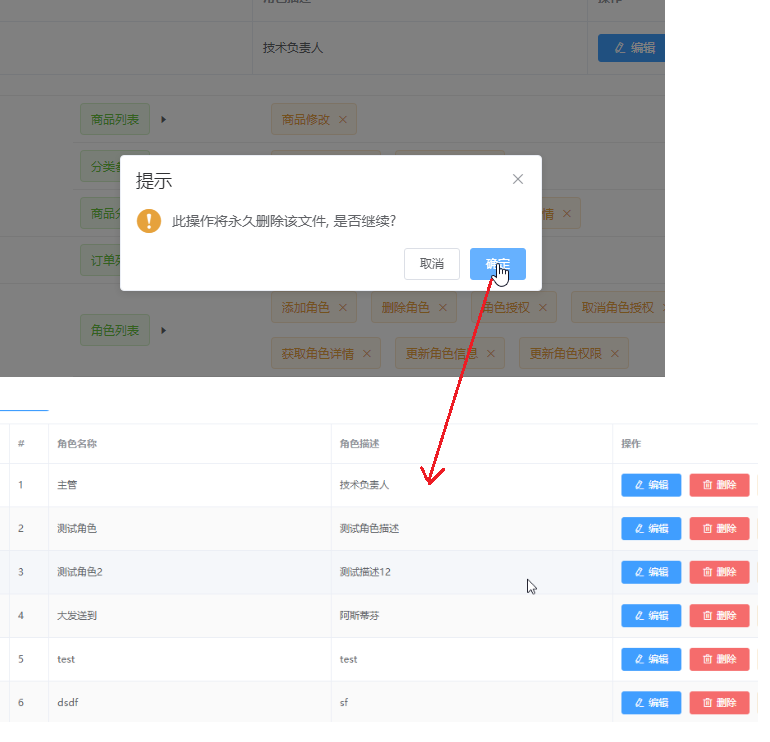 技术负责人
编辑
商品列表
商品修改
分类
提示
此操作将永久删除该文件, 是否继续?
商品分
情
取消
确定
订单列
添加角色
删除角色
角色授权
取消角色授权
角色列表
获取角色详情
更新角色信息
更新角色权限
#
角色名称
角色描述
操作
1
主管
技术负责人
编辑
删除
2
测试角色
测试角色描述
编辑
删除
3
测试角色2
测试描述12
编辑
删除
4
大发送到
阿斯蒂芬
编辑
删除
5
test
test
编辑
删除
6
dsdf
sf
编辑
删除